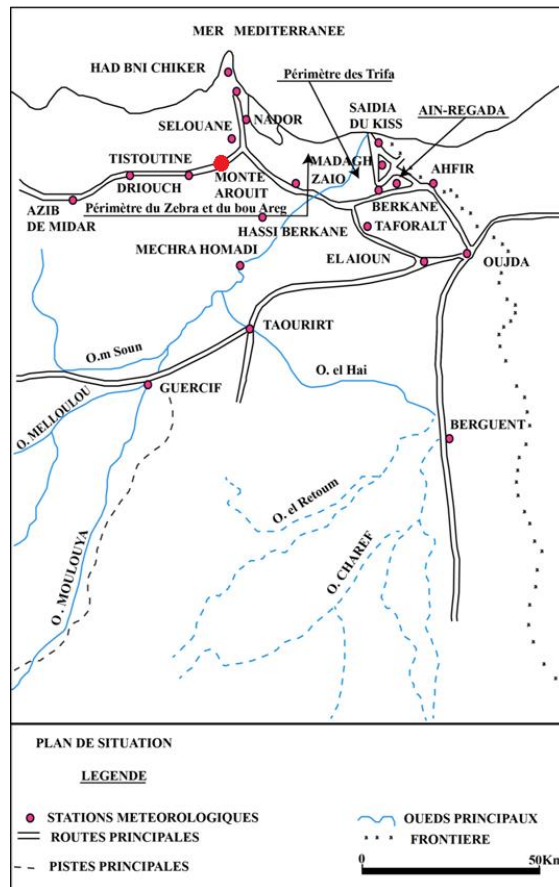 MER MEDITERRANEE
HAD BNI CHIKER
Périmètre des Trifa
SAIDIA
DU KISS
AIN-REGADA
NADOR
SELOUANE
TISTOUTINE
MADAGH
ZAIO
AHFIR
MONTE
AROUIT
DRIOUCH
AZIB
DE MIDAR
Périmètre du Zebra et du bou Areg
BERKANE
HASSI BERKANE
TAFORALT
MECHRA HOMADI
ELAIOUN
OUJDA
TAOURIRT
O.m Soun
O. el Hai
GUERCIF
O. MELLOULOU
BERGUENT
O. el Retoum
O. CHAREF
O. MOULOUYA
PLAN DE SITUATION
LEGENDE
STATIONS METEOROLOGIQUES
ROUTES PRINCIPALES
PISTES PRINCIPALES
OUEDS PRINCIPAUX
FRONTIERE
0 50Km